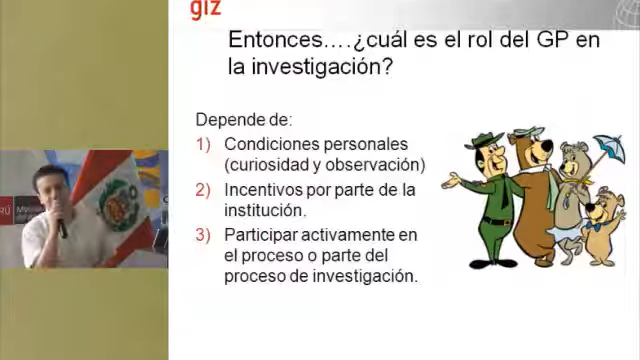 giz
Entonces....¿cuál es el rol del GP en
la investigación?
Depende de:
1) Condiciones personales
(curiosidad y observación)
2) Incentivos por parte de la
institución.
3) Participar activamente en
el proceso o parte del
proceso de investigación.